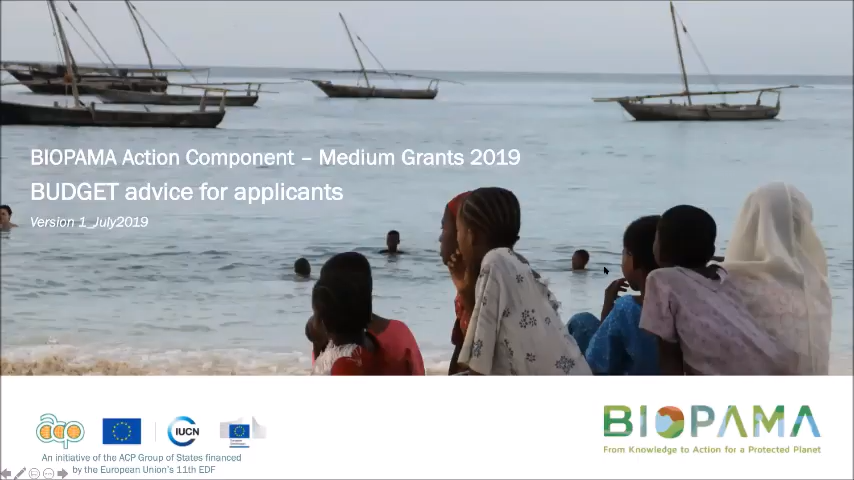 BIOPAMA Action Component – Medium Grants 2019
BUDGET advice for applicants
Version 1_July2019
acp
IUCN
An initiative of the ACP Group of States financed
by the European Union's 11th EDF
BIOPAMA
From Knowledge to Action for a Protected Planet